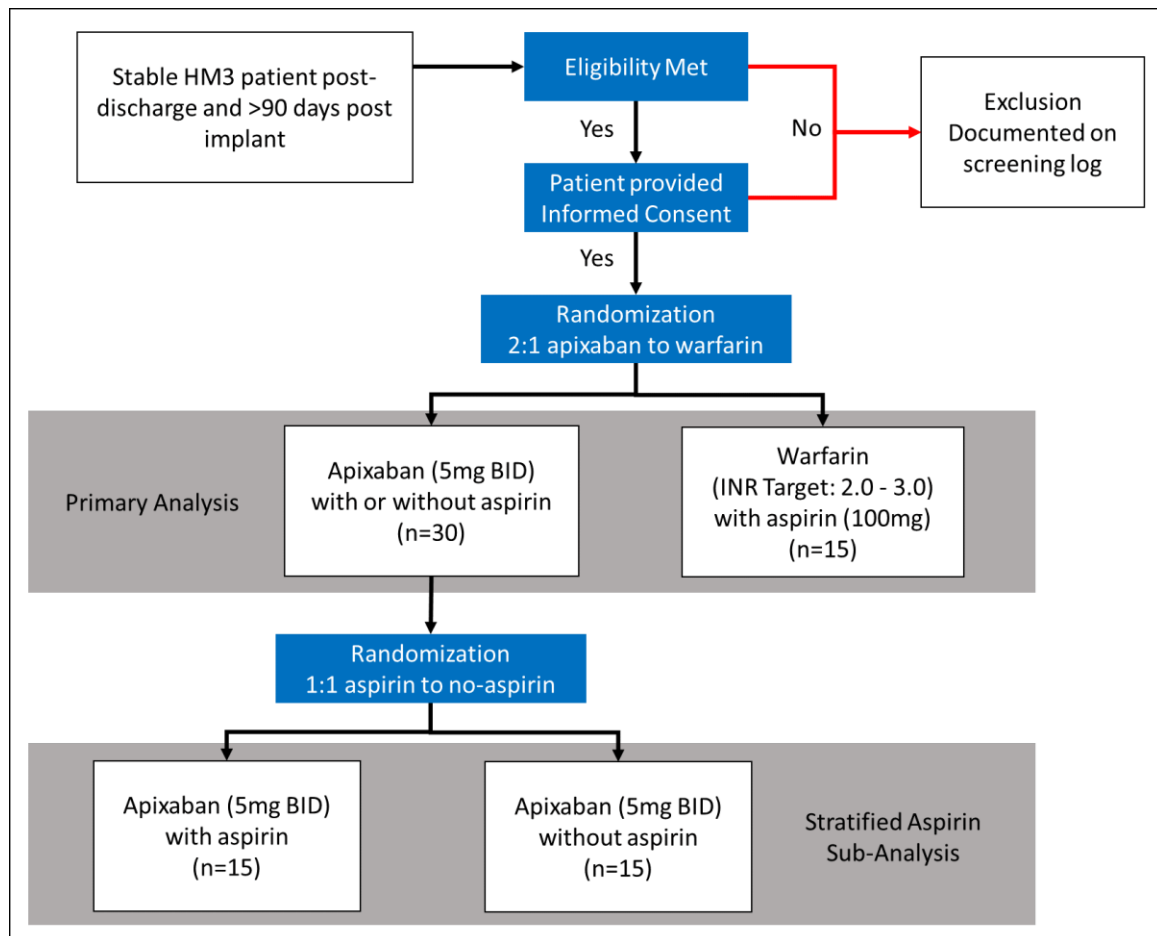 Stable HM3 patient post-
discharge and >90 days post
implant
Eligibility Met
Yes
No
Exclusion
Documented on
screening log
Patient provided
Informed Consent
Yes
Randomization
2:1 apixaban to warfarin
Primary Analysis
Apixaban (5mg BID)
with or without aspirin
(n=30)
Warfarin
(INR Target: 2.0 - 3.0)
with aspirin (100mg)
(n=15)
Randomization
1:1 aspirin to no-aspirin
Apixaban (5mg BID)
with aspirin
(n=15)
Apixaban (5mg BID)
without aspirin
(n=15)
Stratified Aspirin
Sub-Analysis